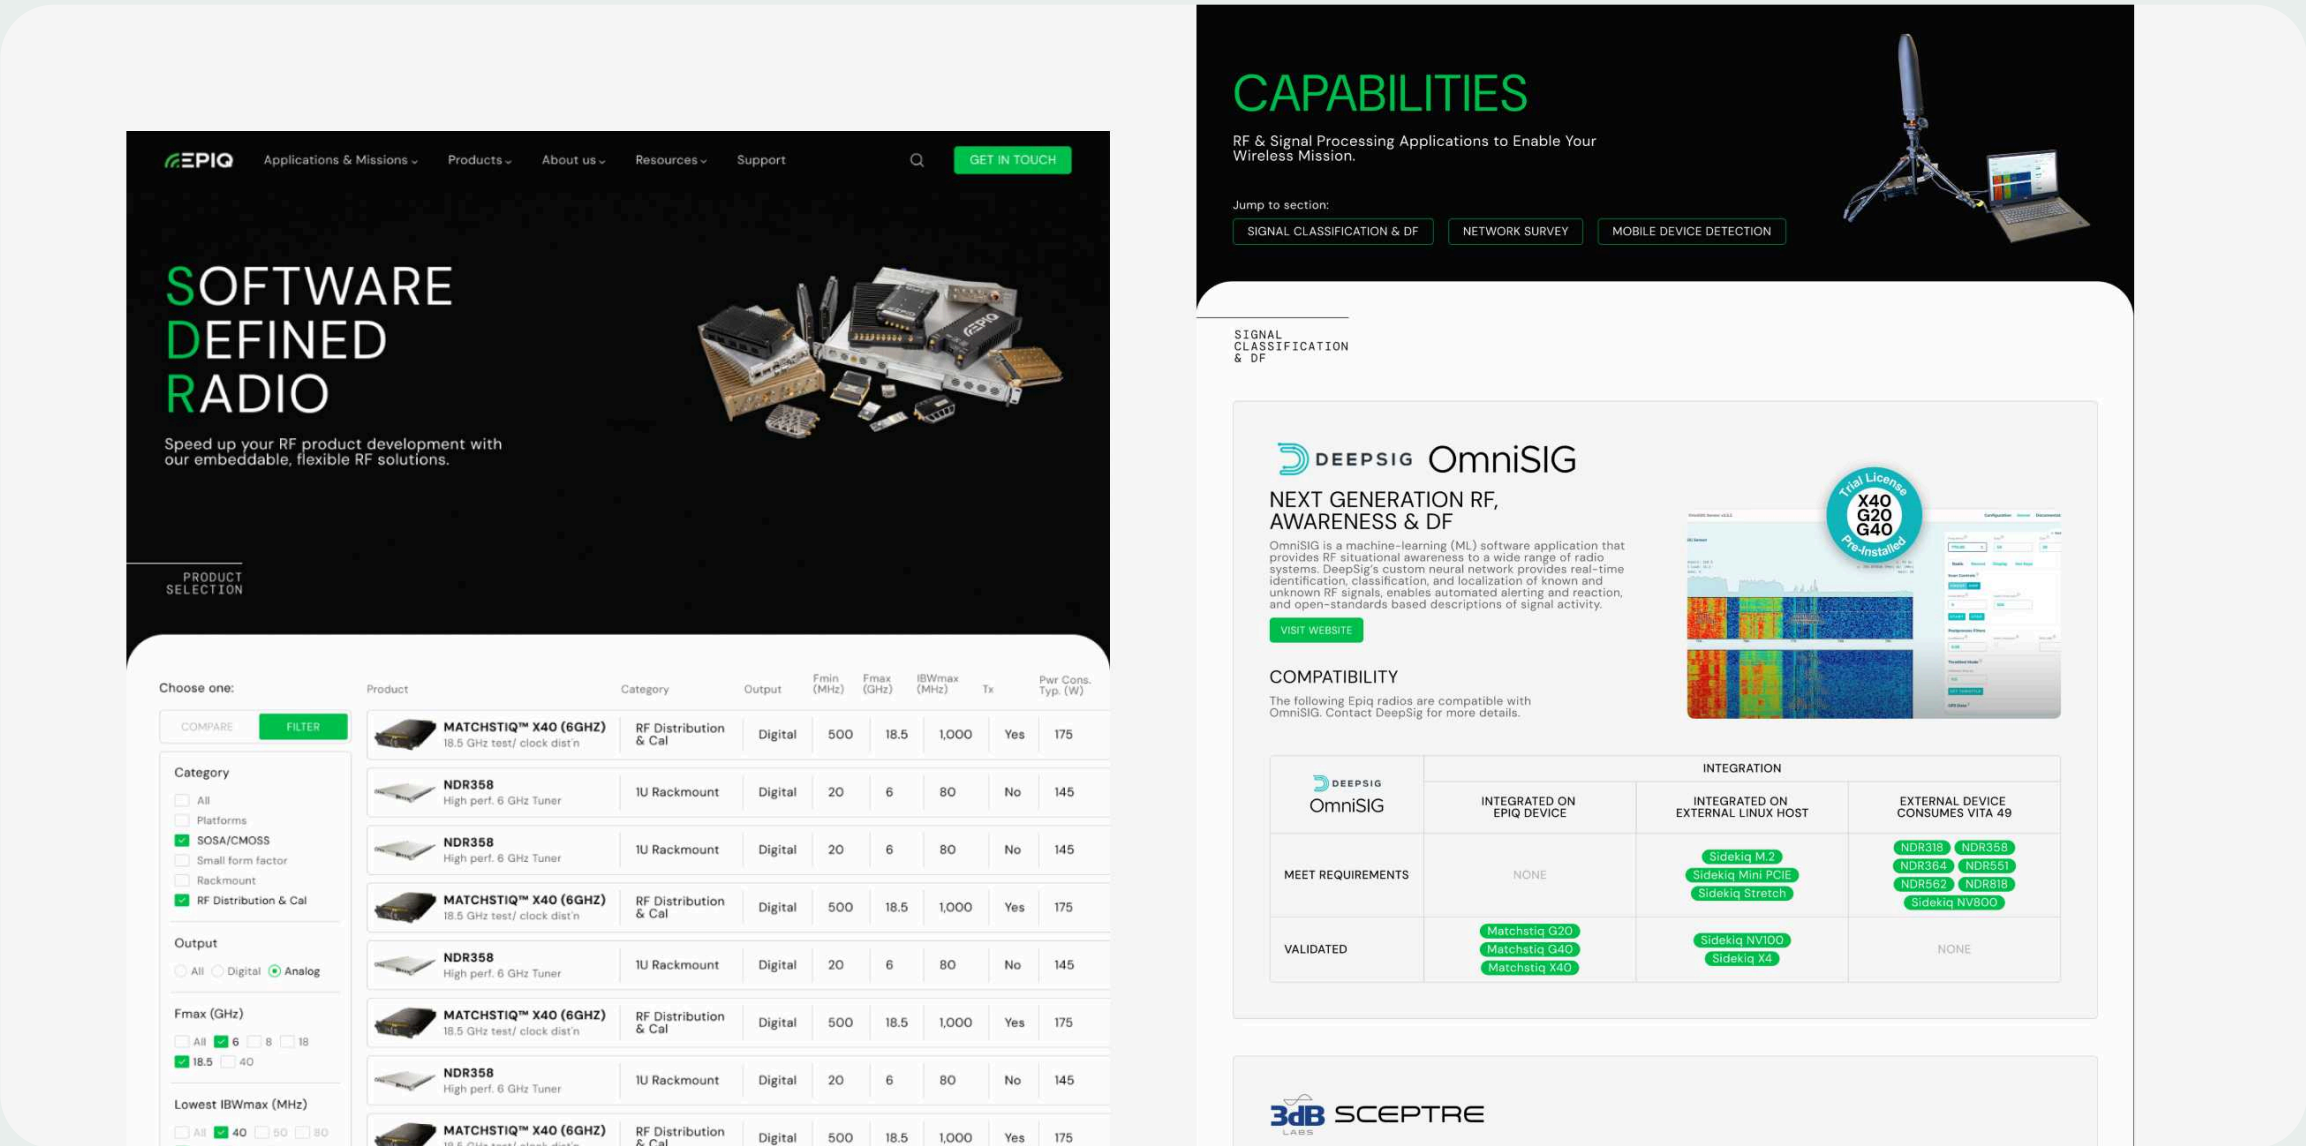 EPIQ
Applications & Missions
Products
About us
Resources
Support
GET IN TOUCH
SOFTWARE
DEFINED
RADIO
Speed up your RF product development with
our embeddable, flexible RF solutions.
PRODUCT
SELECTION
Choose one:
COMPARE
FILTER
Category
All
Platforms
SOSA/CMOSS
Small form factor
Rackmount
RF Distribution & Cal
Output
All Digital Analog
Fmax (GHz)
All 6 8 18
18.5 40
Lowest IBWmax (MHz)
All 40 50 80
Product Category Output Fmin (MHz) Fmax (GHz) IBWmax (MHz) Tx Pwr Cons. Typ. (W)
MATCHSTIQ™ X40 (6GHZ) RF Distribution Digital 500 18.5 1,000 Yes 175
18.5 GHz test/ clock dist'n & Cal
NDR358 1U Rackmount Digital 20 6 80 No 145
High perf. 6 GHz Tuner
NDR358 1U Rackmount Digital 20 6 80 No 145
High perf. 6 GHz Tuner
MATCHSTIQ™ X40 (6GHZ) RF Distribution Digital 500 18.5 1,000 Yes 175
18.5 GHz test/ clock dist'n & Cal
NDR358 1U Rackmount Digital 20 6 80 No 145
High perf. 6 GHz Tuner
MATCHSTIQ™ X40 (6GHZ) RF Distribution Digital 500 18.5 1,000 Yes 175
18.5 GHz test/ clock dist'n & Cal
NDR358 1U Rackmount Digital 20 6 80 No 145
High perf. 6 GHz Tuner
MATCHSTIQ™ X40 (6GHZ) RF Distribution Digital 500 18.5 1,000 Yes 175
CAPABILITIES
RF & Signal Processing Applications to Enable Your
Wireless Mission.
Jump to section:
SIGNAL CLASSIFICATION & DF
NETWORK SURVEY
MOBILE DEVICE DETECTION
SIGNAL
CLASSIFICATION
& DF
DEEPSIG OmniSIG
NEXT GENERATION RF,
AWARENESS & DF
OmniSIG is a machine-learning (ML) software application that
provides RF situational awareness to a wide range of radio
systems. DeepSig's custom neural network provides real-time
identification, classification, and localization of known and
unknown RF signals, enables automated alerting and reaction,
and open-standards based descriptions of signal activity.
VISIT WEBSITE
Trial License
X40
G20
G40
Pre-Installed
COMPATIBILITY
The following Epiq radios are compatible with
OmniSIG. Contact DeepSig for more details.
DEEPSIG
OmniSIG
INTEGRATION
INTEGRATED ON
EPIQ DEVICE
INTEGRATED ON
EXTERNAL LINUX HOST
EXTERNAL DEVICE
CONSUMES VITA 49
MEET REQUIREMENTS
NONE
Sidekiq M.2
Sidekiq Mini PCIE
Sidekiq Stretch
NDR318 NDR358
NDR364 NDR551
NDR562 NDR818
Sidekiq NV800
VALIDATED
Matchstiq G20
Matchstiq G40
Matchstiq X40
Sidekiq NV100
Sidekiq X4
NONE
3dB LABS SCEPTRE